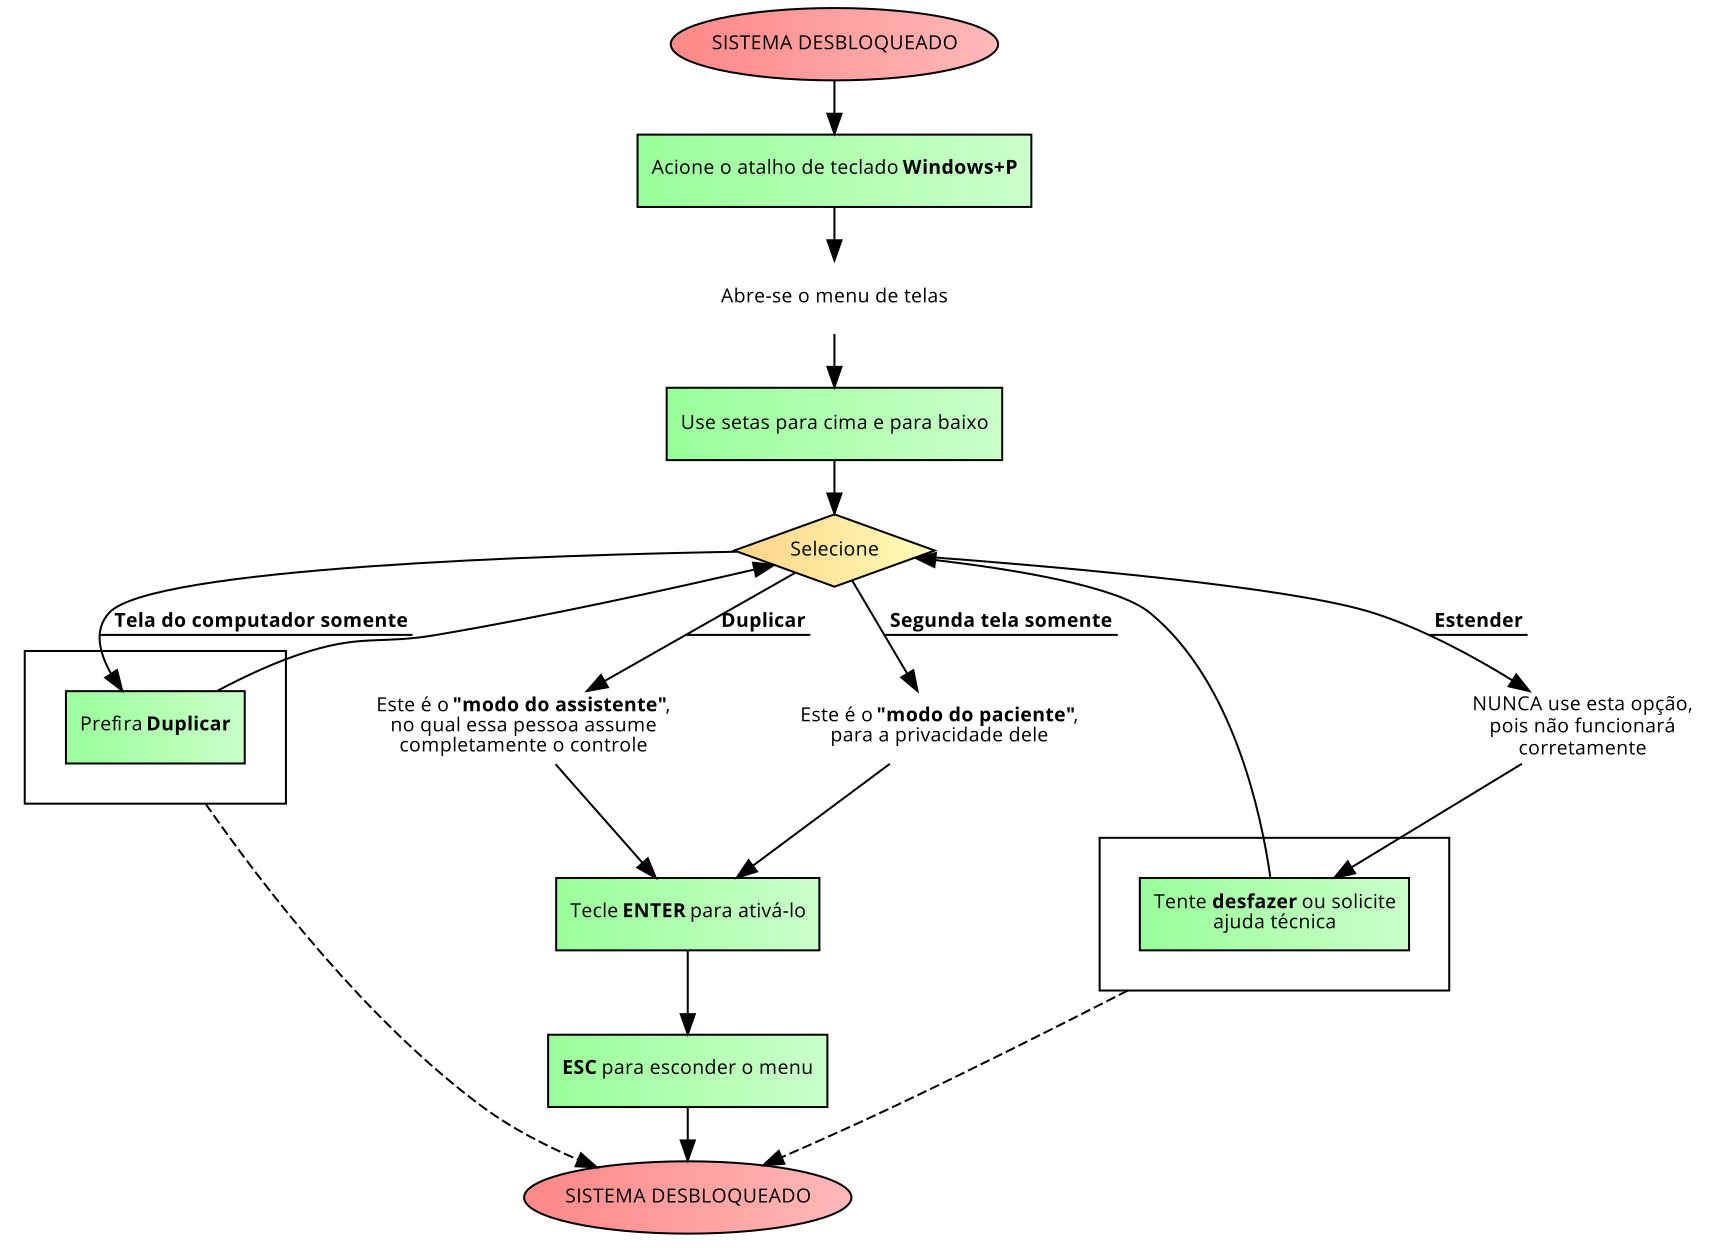 SISTEMA DESBLOQUEADO
Acione o atalho de teclado Windows+P
Abre-se o menu de telas
Use setas para cima e para baixo
Selecione
Tela do computador somente
Duplicar
Segunda tela somente
Estender
Prefira Duplicar
Este é o "modo do assistente",
no qual essa pessoa assume
completamente o controle
Este é o "modo do paciente",
para a privacidade dele
NUNCA use esta opção,
pois não funcionará
corretamente
Tecle ENTER para ativá-lo
Tente desfazer ou solicite
ajuda técnica
ESC para esconder o menu
SISTEMA DESBLOQUEADO